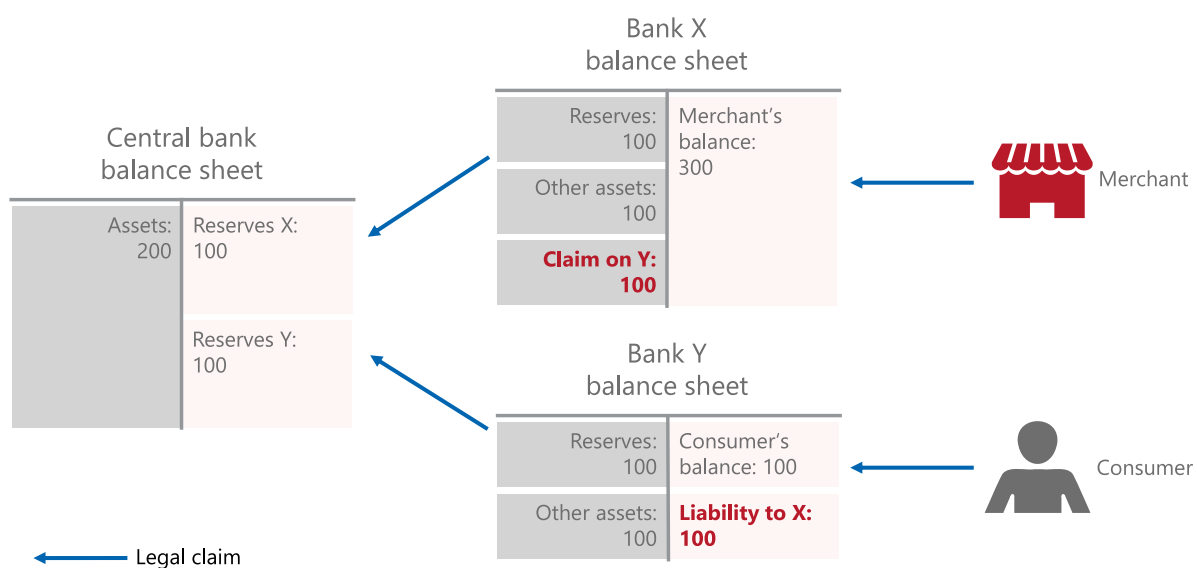 Central bank
balance sheet
Assets:
200
Reserves X:
100
Reserves Y:
100
Bank X
balance sheet
Reserves:
100
Other assets:
100
Claim on Y:
100
Merchant's
balance:
300
Merchant
Bank Y
balance sheet
Reserves:
100
Other assets:
100
Consumer's
balance: 100
Liability to X:
100
Consumer
Legal claim